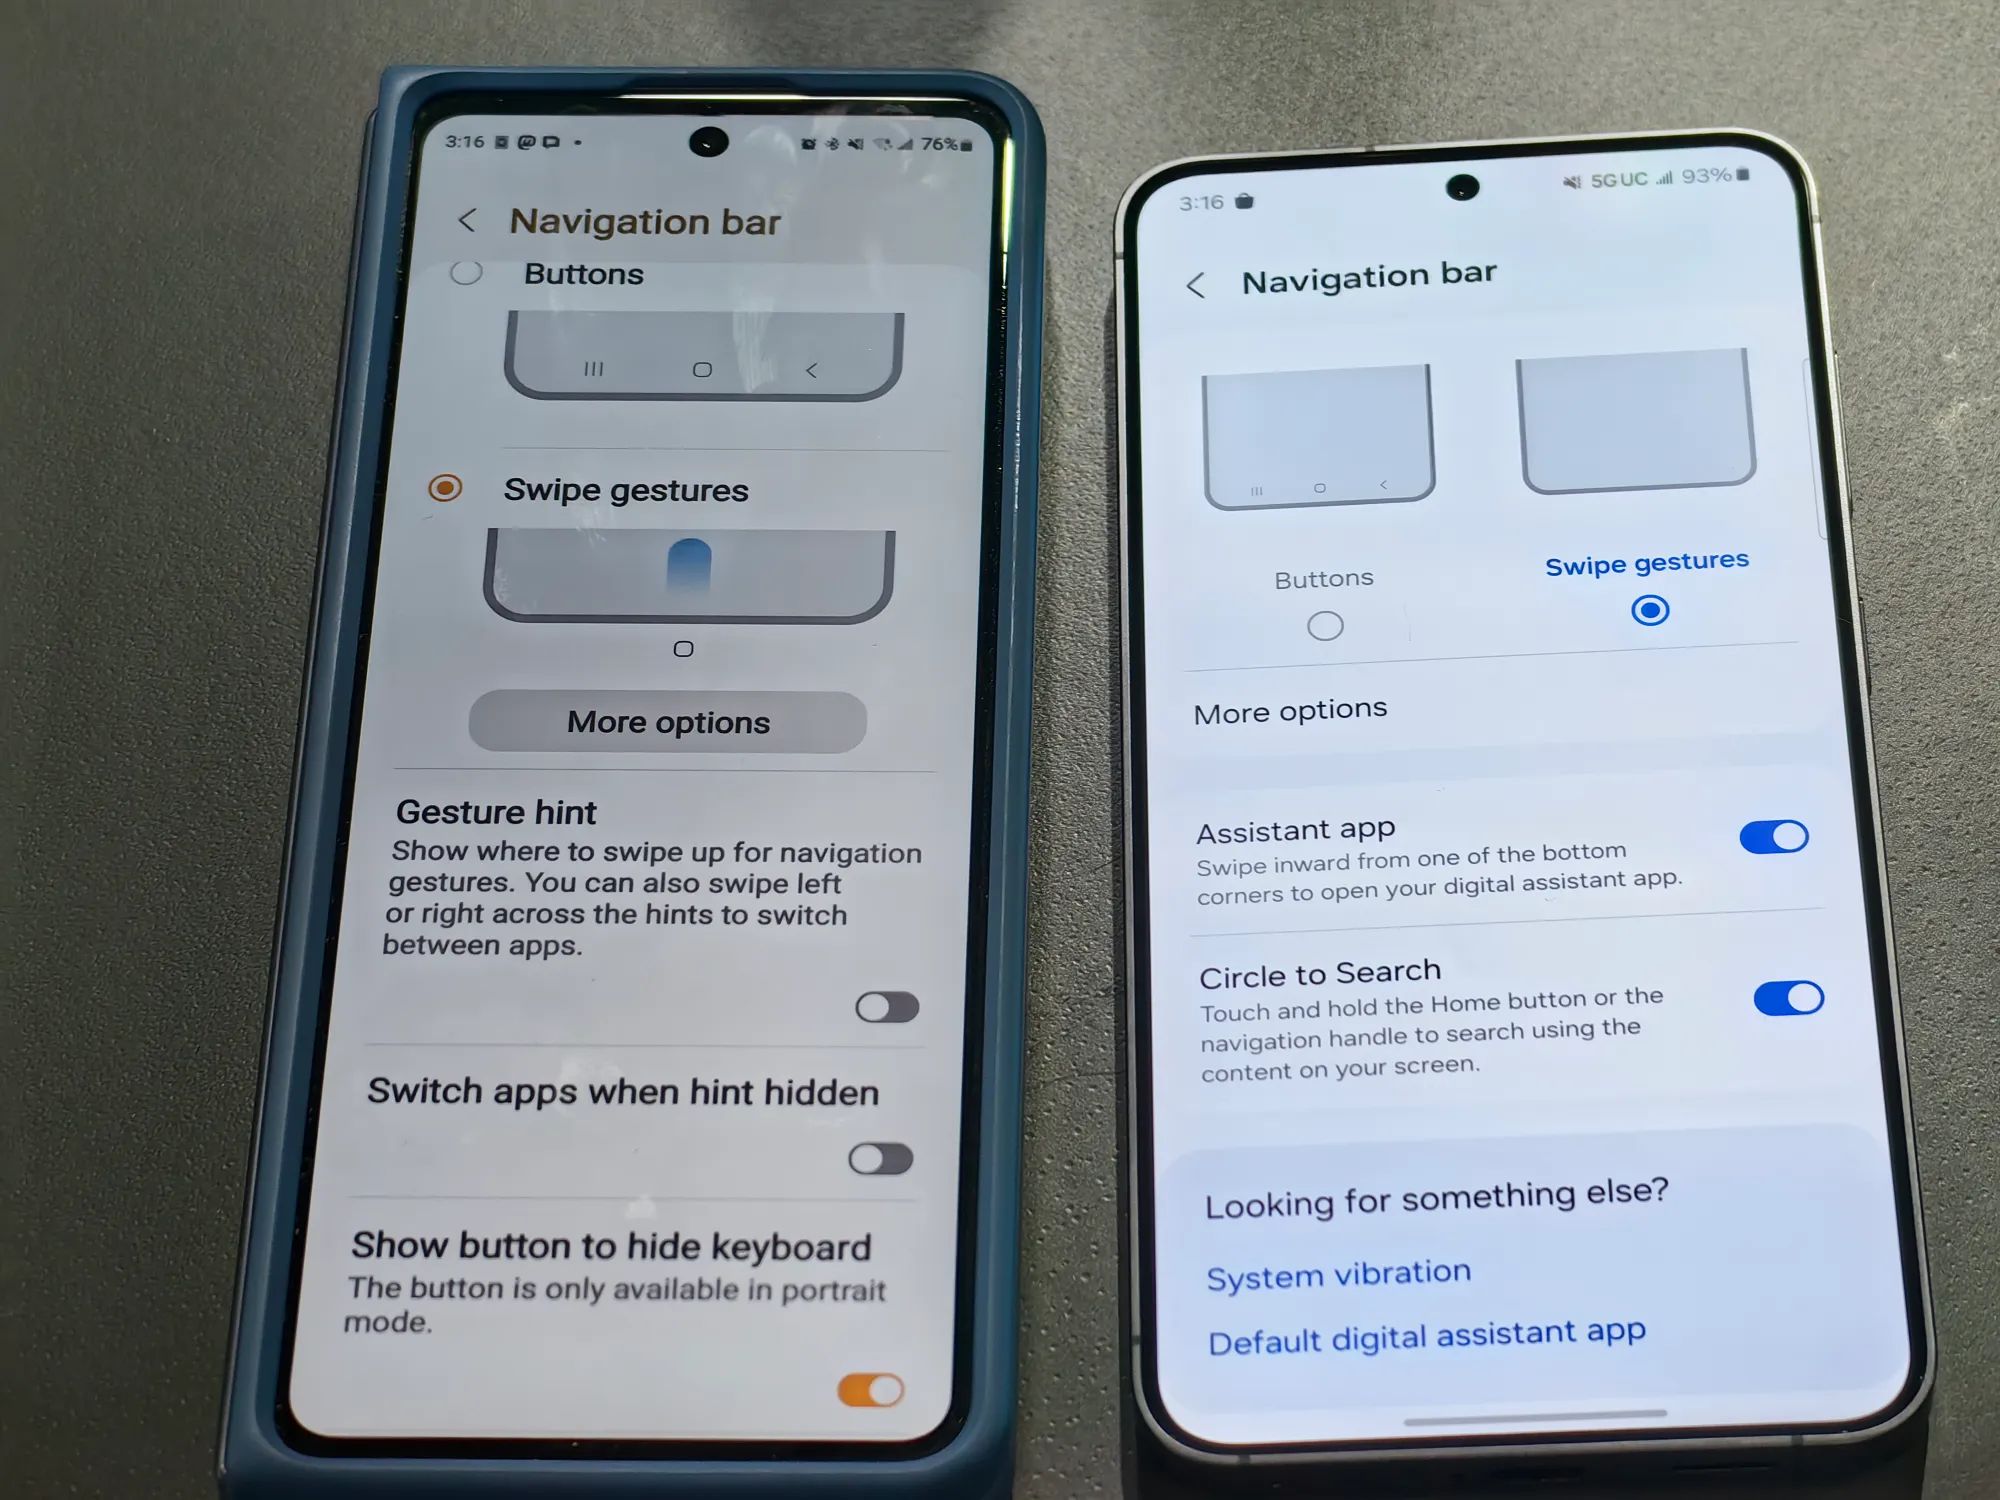 3:16
76%
Navigation bar
Buttons
Swipe gestures
More options
Gesture hint
Show where to swipe up for navigation
gestures. You can also swipe left
or right across the hints to switch
between apps.
Switch apps when hint hidden
Show button to hide keyboard
The button is only available in portrait
mode.
3:16
5G UC 93%
Navigation bar
Buttons
Swipe gestures
More options
Assistant app
Swipe inward from one of the bottom
corners to open your digital assistant app.
Circle to Search
Touch and hold the Home button or the
navigation handle to search using the
content on your screen.
Looking for something else?
System vibration
Default digital assistant app